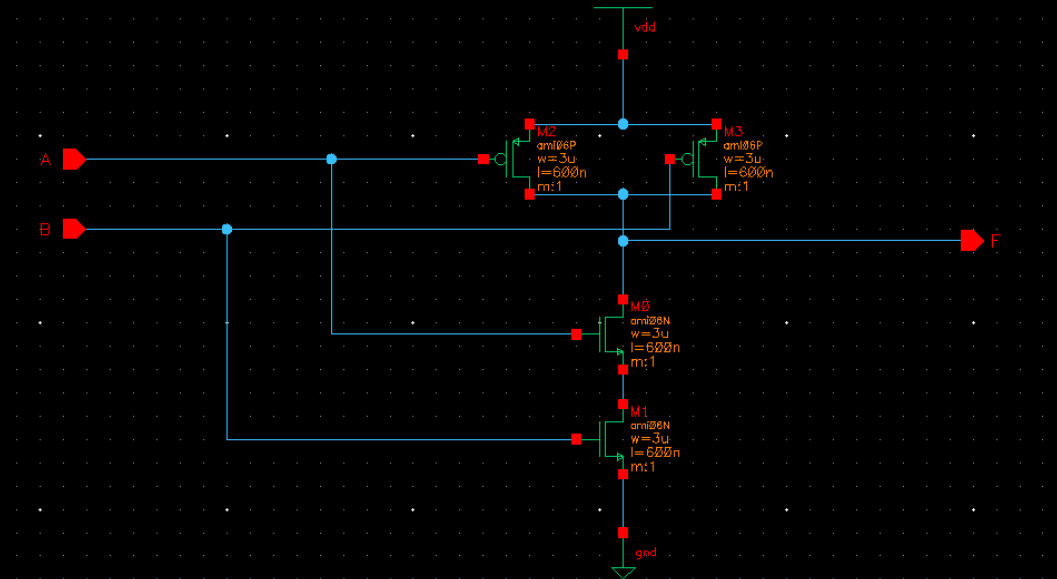 vdd
M2
ami06P
w=3u
l=600n
m:1
M3
ami06P
w=3u
l=600n
m:1
A
B
F
M0
ami06N
w=3u
l=600n
m:1
M1
ami06N
w=3u
l=600n
m:1
gnd